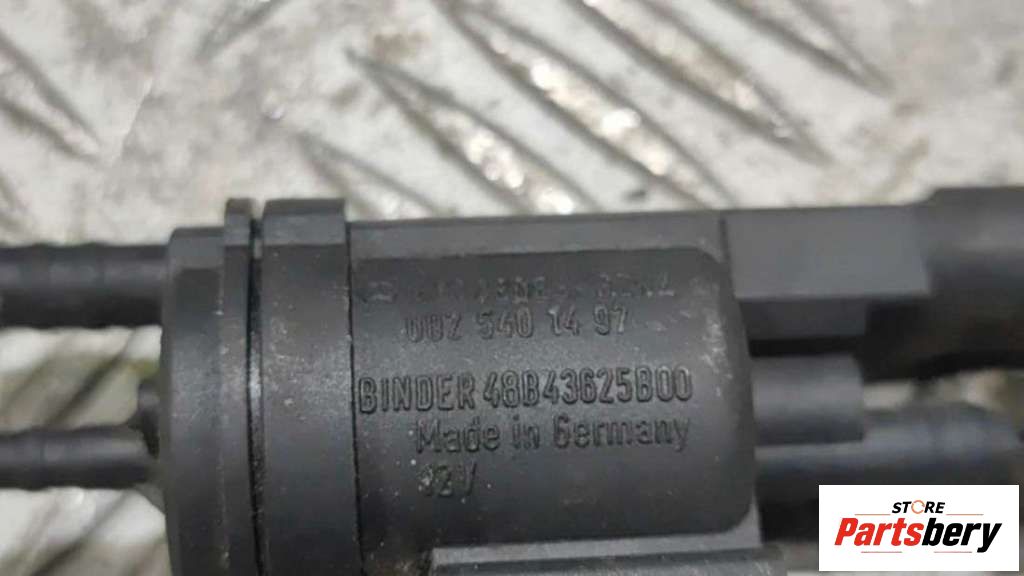 002 540 14 97
BINDER 48B43625B00
Made in Germany
12V
STORE
Partsbery